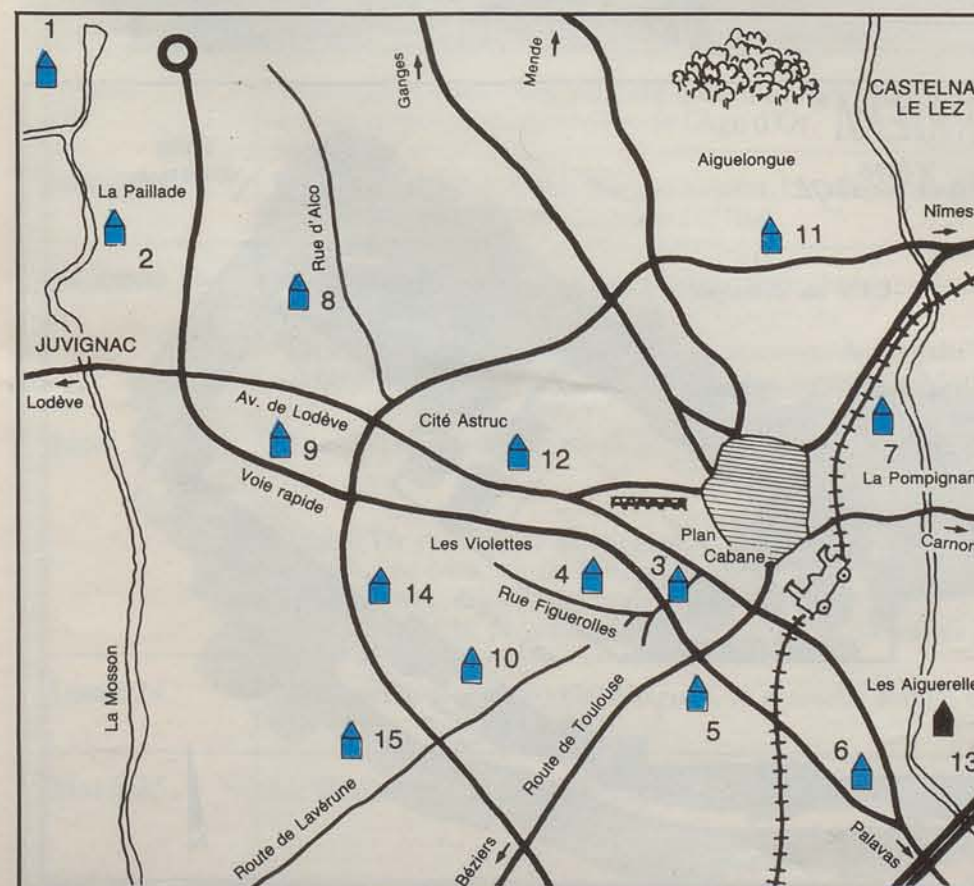 1
Ganges
Mende
CASTELNA
LE LEZ
Aiguelongue
La Paillade
2
Rue d'Alco
11
Nîmes
8
JUVIGNAC
Lodève
Av. de Lodève
Cité Astruc
9
12
7
Voie rapide
La Pompignan
Plan
Cabane
Carnon
Les Violettes
4
3
Rue Figuerolles
14
10
La Mosson
Les Aiguerelle
15
5
6
13
Route de Toulouse
Route de Lavérune
Béziers
Palavas